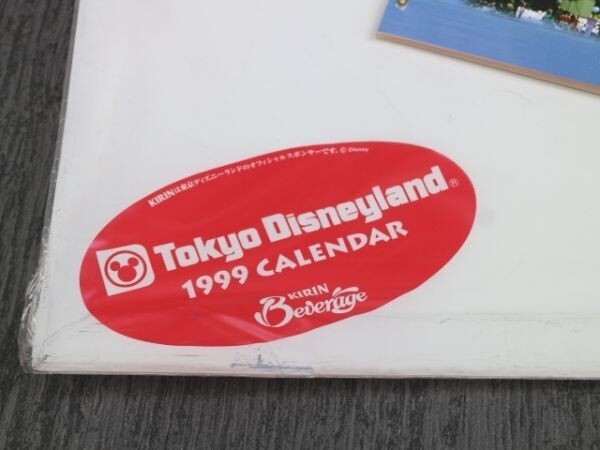 KIRINは東京ディズニーランドのオフィシャルスポンサーです。© Disney
Tokyo Disneyland®
1999 CALENDAR
KIRIN
Beverage